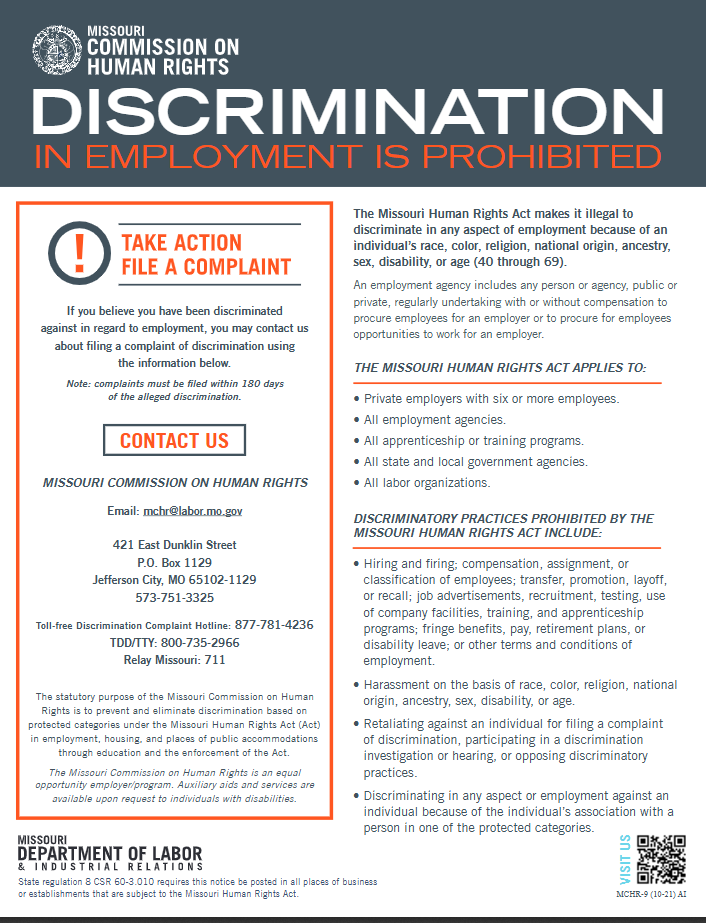 MISSOURI
COMMISSION ON
HUMAN RIGHTS
DISCRIMINATION
IN EMPLOYMENT IS PROHIBITED
!
TAKE ACTION
FILE A COMPLAINT
If you believe you have been discriminated
against in regard to employment, you may contact us
about filing a complaint of discrimination using
the information below.
Note: complaints must be filed within 180 days
of the alleged discrimination.
CONTACT US
MISSOURI COMMISSION ON HUMAN RIGHTS
Email: mchr@labor.mo.gov
421 East Dunklin Street
P.O. Box 1129
Jefferson City, MO 65102-1129
573-751-3325
Toll-free Discrimination Complaint Hotline: 877-781-4236
TDD/TTY: 800-735-2966
Relay Missouri: 711
The statutory purpose of the Missouri Commission on Human
Rights is to prevent and eliminate discrimination based on
protected categories under the Missouri Human Rights Act (Act)
in employment, housing, and places of public accommodations
through education and the enforcement of the Act.
The Missouri Commission on Human Rights is an equal
opportunity employer/program. Auxiliary aids and services are
available upon request to individuals with disabilities.
The Missouri Human Rights Act makes it illegal to
discriminate in any aspect of employment because of an
individual's race, color, religion, national origin, ancestry,
sex, disability, or age (40 through 69).
An employment agency includes any person or agency, public or
private, regularly undertaking with or without compensation to
procure employees for an employer or to procure for employees
opportunities to work for an employer.
THE MISSOURI HUMAN RIGHTS ACT APPLIES TO:
• Private employers with six or more employees.
• All employment agencies.
• All apprenticeship or training programs.
• All state and local government agencies.
• All labor organizations.
DISCRIMINATORY PRACTICES PROHIBITED BY THE
MISSOURI HUMAN RIGHTS ACT INCLUDE:
• Hiring and firing; compensation, assignment, or
classification of employees; transfer, promotion, layoff,
or recall; job advertisements, recruitment, testing, use
of company facilities, training, and apprenticeship
programs; fringe benefits, pay, retirement plans, or
disability leave; or other terms and conditions of
employment.
• Harassment on the basis of race, color, religion, national
origin, ancestry, sex, disability, or age.
• Retaliating against an individual for filing a complaint
of discrimination, participating in a discrimination
investigation or hearing, or opposing discriminatory
practices.
• Discriminating in any aspect or employment against an
individual because of the individual's association with a
person in one of the protected categories.
MISSOURI
DEPARTMENT OF LABOR
& INDUSTRIAL RELATIONS
State regulation 8 CSR 60-3.010 requires this notice be posted in all places of business
or establishments that are subject to the Missouri Human Rights Act.
VISIT US
MCHR-9 (10-21) AI